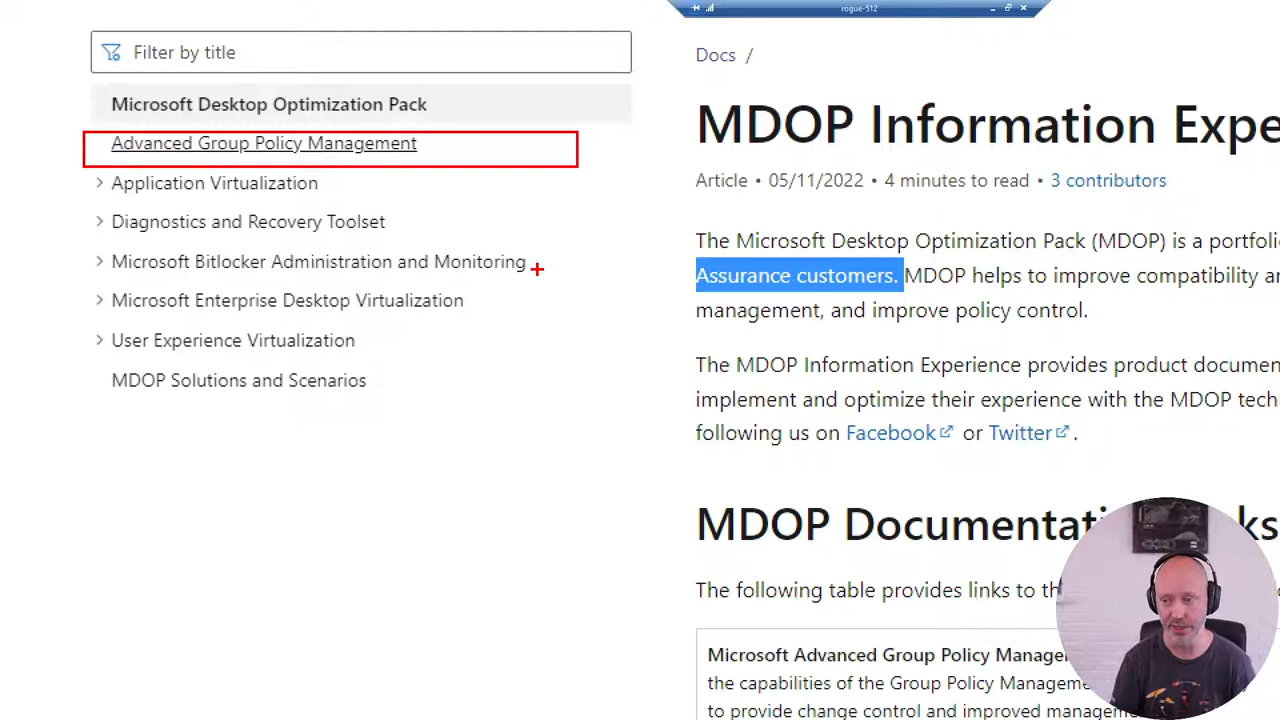 rogue-512
Filter by title
Microsoft Desktop Optimization Pack
Advanced Group Policy Management
Application Virtualization
Diagnostics and Recovery Toolset
Microsoft Bitlocker Administration and Monitoring
Microsoft Enterprise Desktop Virtualization
User Experience Virtualization
MDOP Solutions and Scenarios
Docs /
MDOP Information Expe
Article • 05/11/2022 • 4 minutes to read • 3 contributors
The Microsoft Desktop Optimization Pack (MDOP) is a portfoli
Assurance customers. MDOP helps to improve compatibility a
management, and improve policy control.
The MDOP Information Experience provides product documen
implement and optimize their experience with the MDOP tech
following us on Facebook or Twitter.
MDOP Documentati ks
The following table provides links to th
Microsoft Advanced Group Policy Manage
the capabilities of the Group Policy Manageme
to provide change control and improved managem